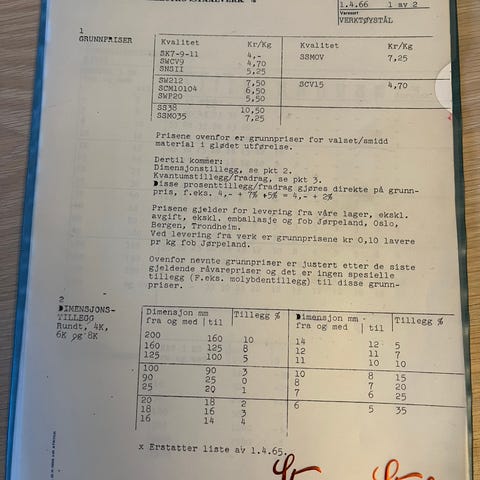 1.4.66 1 av 2
Vareart
VERKTØYSTÅL
1
GRUNNPRISER
Kvalitet Kr/Kg Kvalitet Kr/Kg
SK7-9-11 4,- SSMOV 7,25
SWCV9 4,70
SNSII 5,25
SW212 7,50 SCV15 4,70
SCM10104 6,50
SWP20 5,50
SS38 10,50
SSMO35 7,25
Prisene ovenfor er grunnpriser for valset/smidd
material i glødet utførelse.
Dertil kommer:
Dimensjonstillegg, se pkt 2.
Kvantumstillegg/fradrag, se pkt 3.
Disse prosenttillegg/fradrag gjøres direkte på grunn-
pris, f.eks. 4,- + 7% +5% = 4,- + 2%
Prisene gjelder for levering fra våre lager, ekskl.
avgift, ekskl. emballasje og fob Jørpeland, Oslo,
Bergen, Trondheim.
Ved levering fra verk er grunnprisene kr 0,10 lavere
pr kg fob Jørpeland.
Ovenfor nevnte grunnpriser er justert etter de siste
gjeldende råvarepriser og det er ingen spesielle
tillegg (F.eks. molybdentillegg) til disse grunn-
priser.
2
DIMENSJONS-
TILLEGG
Rundt, 4K,
6K og 8K
Dimensjon mm Tillegg % Dimensjon mm Tillegg %
fra og med til fra og med til
200 160 10 14 12 5
160 125 8 12 11 7
125 100 5 11 10 10
100 90 3 10 8 15
90 25 0 8 7 20
25 20 1 7 6 25
20 18 2 6 5 35
18 16 3
16 14 4
x Erstatter liste av 1.4.65.